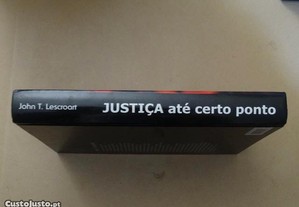 John T. Lescroart JUSTIÇA até certo ponto
CustoJusto.pt